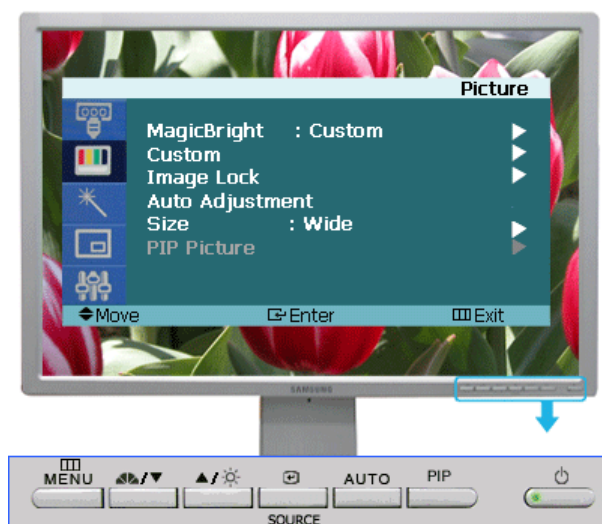 Picture
MagicBright : Custom
Custom
Image Lock
Auto Adjustment
Size : Wide
PIP Picture
Move Enter Exit
SAMSUNG
MENU AUTO PIP
SOURCE